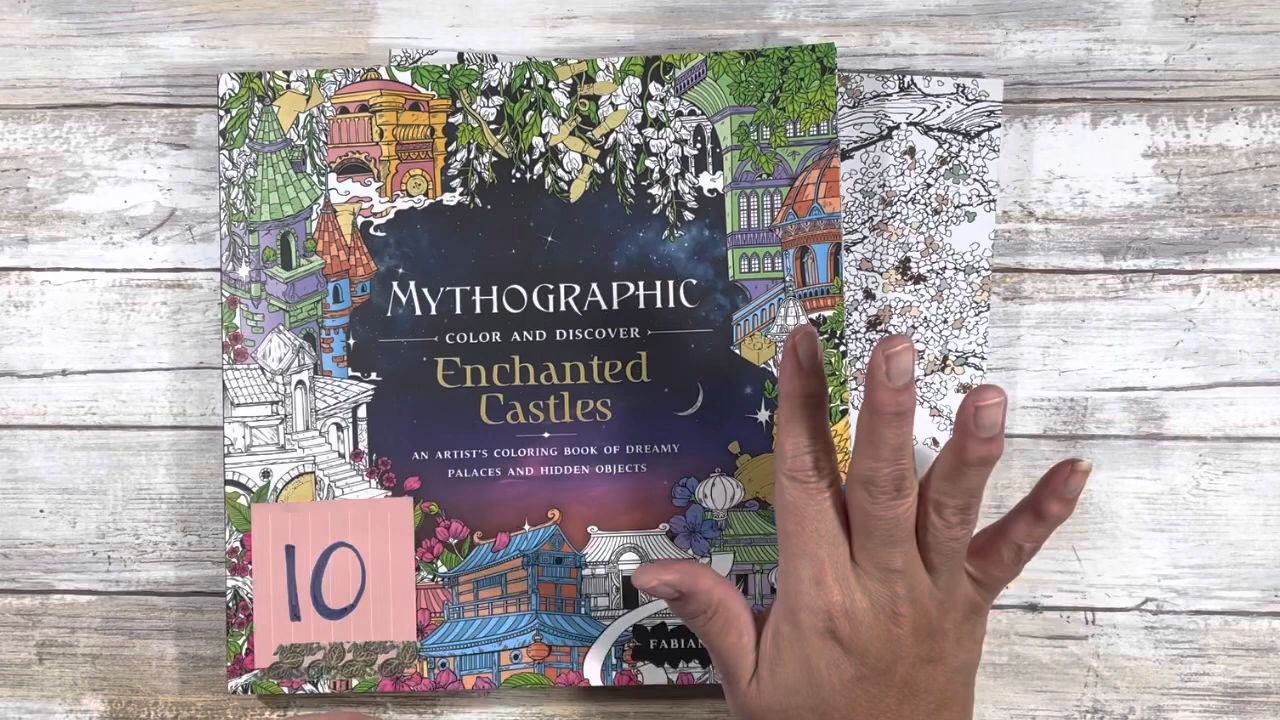 MYTHOGRAPHIC
COLOR AND DISCOVER
Enchanted
Castles
AN ARTIST'S COLORING BOOK OF DREAMY
PALACES AND HIDDEN OBJECTS
10